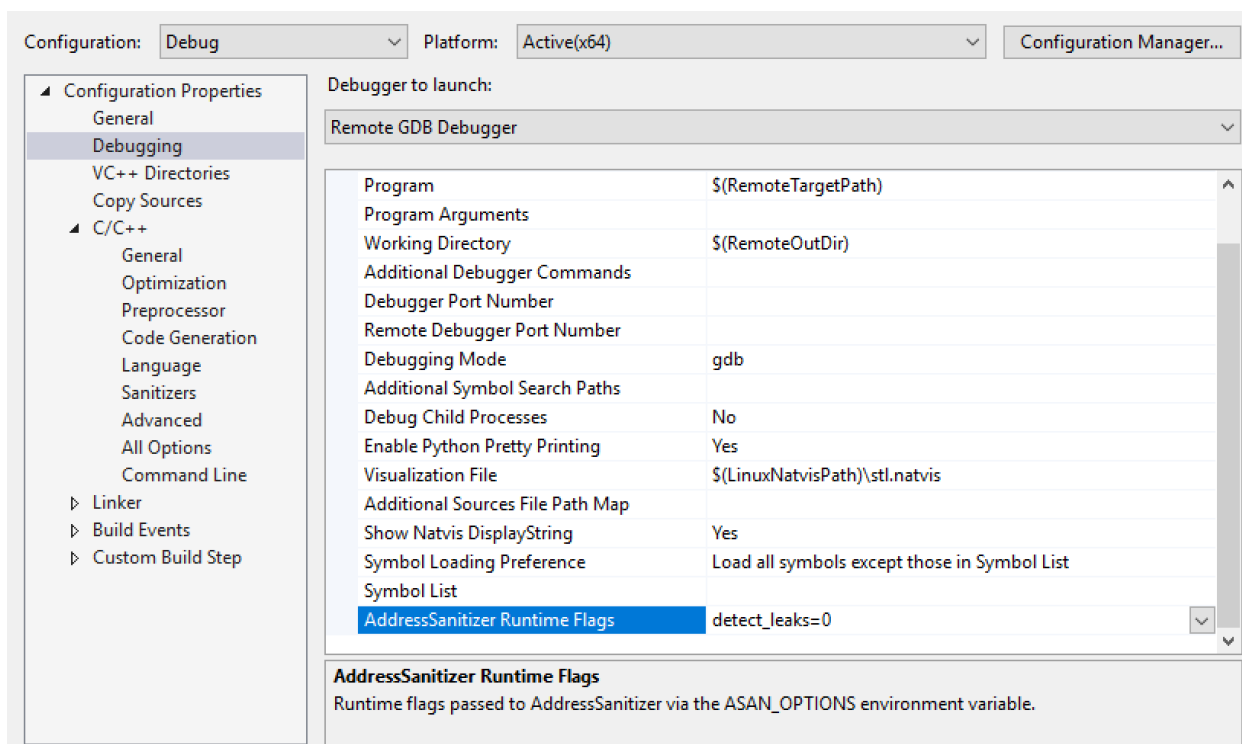 Configuration: Debug Platform: Active(x64) Configuration Manager...
Configuration Properties
General
Debugging
VC++ Directories
Copy Sources
C/C++
General
Optimization
Preprocessor
Code Generation
Language
Sanitizers
Advanced
All Options
Command Line
Linker
Build Events
Custom Build Step
Debugger to launch:
Remote GDB Debugger
Program $(RemoteTargetPath)
Program Arguments
Working Directory $(RemoteOutDir)
Additional Debugger Commands
Debugger Port Number
Remote Debugger Port Number
Debugging Mode gdb
Additional Symbol Search Paths
Debug Child Processes No
Enable Python Pretty Printing Yes
Visualization File $(LinuxNatvisPath)\stl.natvis
Additional Sources File Path Map
Show Natvis DisplayString Yes
Symbol Loading Preference Load all symbols except those in Symbol List
Symbol List
AddressSanitizer Runtime Flags detect_leaks=0
AddressSanitizer Runtime Flags
Runtime flags passed to AddressSanitizer via the ASAN_OPTIONS environment variable.